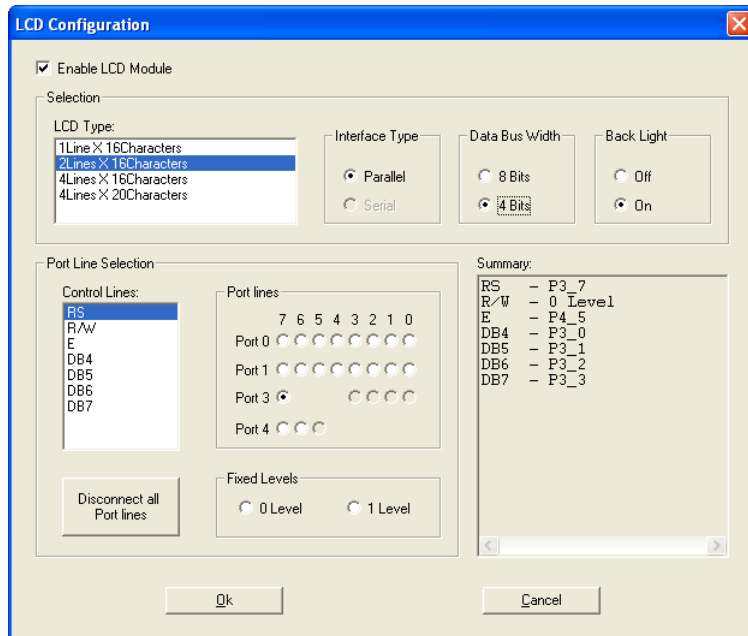 LCD Configuration
Enable LCD Module
Selection
LCD Type:
1Line X 16Characters
2Lines X 16Characters
4Lines X 16Characters
4Lines X 20Characters
Interface Type
Parallel
Serial
Data Bus Width
8 Bits
4 Bits
Back Light
Off
On
Port Line Selection
Control Lines:
RS
R/W
E
DB4
DB5
DB6
DB7
Disconnect all
Port lines
Port lines
7 6 5 4 3 2 1 0
Port 0
Port 1
Port 3
Port 4
Fixed Levels
0 Level
1 Level
Summary:
RS - P3_7
R/W - 0 Level
E - P4_5
DB4 - P3_0
DB5 - P3_1
DB6 - P3_2
DB7 - P3_3
Ok
Cancel